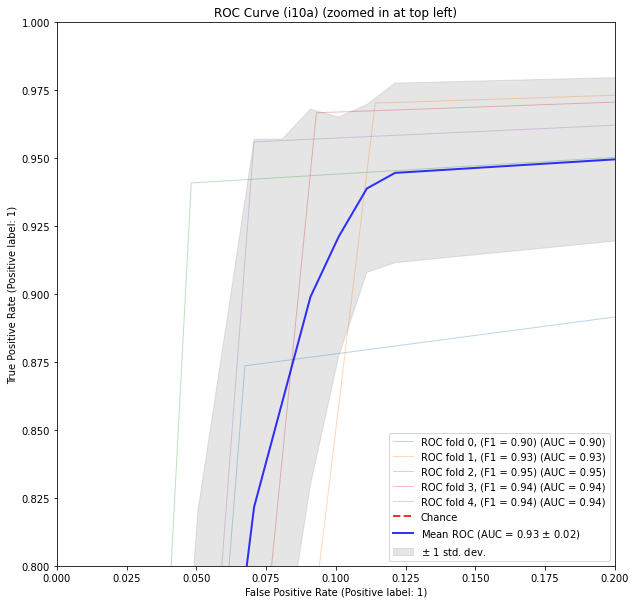 ROC Curve (i10a) (zoomed in at top left)
1.000
0.975
0.950
0.925
0.900
0.875
0.850
0.825
0.800
True Positive Rate (Positive label: 1)
ROC fold 0, (F1 = 0.90) (AUC = 0.90)
ROC fold 1, (F1 = 0.93) (AUC = 0.93)
ROC fold 2, (F1 = 0.95) (AUC = 0.95)
ROC fold 3, (F1 = 0.94) (AUC = 0.94)
ROC fold 4, (F1 = 0.94) (AUC = 0.94)
Chance
Mean ROC (AUC = 0.93 ± 0.02)
± 1 std. dev.
0.000 0.025 0.050 0.075 0.100 0.125 0.150 0.175 0.200
False Positive Rate (Positive label: 1)